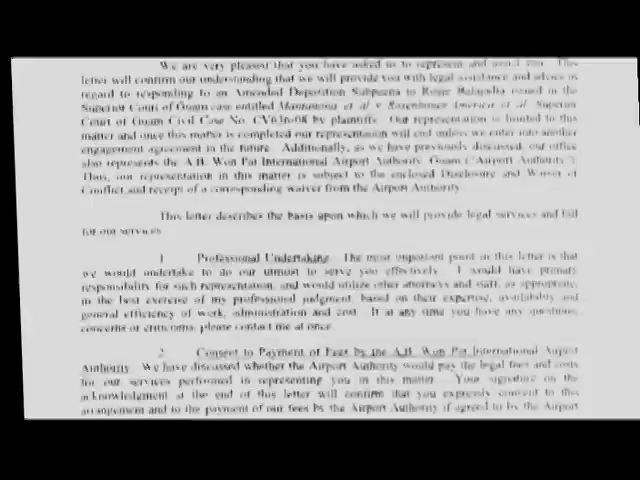 We are very pleased that you have asked us to represent and assist you. This
letter will confirm our understanding that we will provide you with legal assistance and advice in
regard to responding to an Amended Deposition Subpoena to Rosie issued in the
Superior Court of Guam case entitled et al v. America et al. Superior
Court of Guam Civil Case No. by plaintiffs. Our representation is limited to this
matter and once this matter is completed our representation will end unless we enter into another
engagement agreement in the future. Additionally, as we have previously discussed, our office
also represents the A.B. Won Pat International Airport Authority, Guam ("Airport Authority").
Thus, our representation in this matter is subject to the enclosed Disclosure and Waiver of
Conflict and receipt of a corresponding waiver from the Airport Authority.
This letter describes the basis upon which we will provide legal services and bill
for our services.
1. Professional Undertaking. The most important point in this letter is that
we would undertake to do our utmost to serve you effectively. I would have primary
responsibility for such representation, and would utilize other attorneys and staff, as appropriate,
in the best exercise of my professional judgment, based on their expertise, availability and
general efficiency of work, administration and cost. If at any time you have any questions,
concerns or criticisms, please contact me at once.
2. Consent to Payment of Fees by the A.B. Won Pat International Airport
Authority. We have discussed whether the Airport Authority would pay the legal fees and costs
for our services performed in representing you in this matter. Your signature on the
acknowledgment at the end of this letter will confirm that you expressly consent to this
arrangement and to the payment of our fees by the Airport Authority if agreed to by the Airport